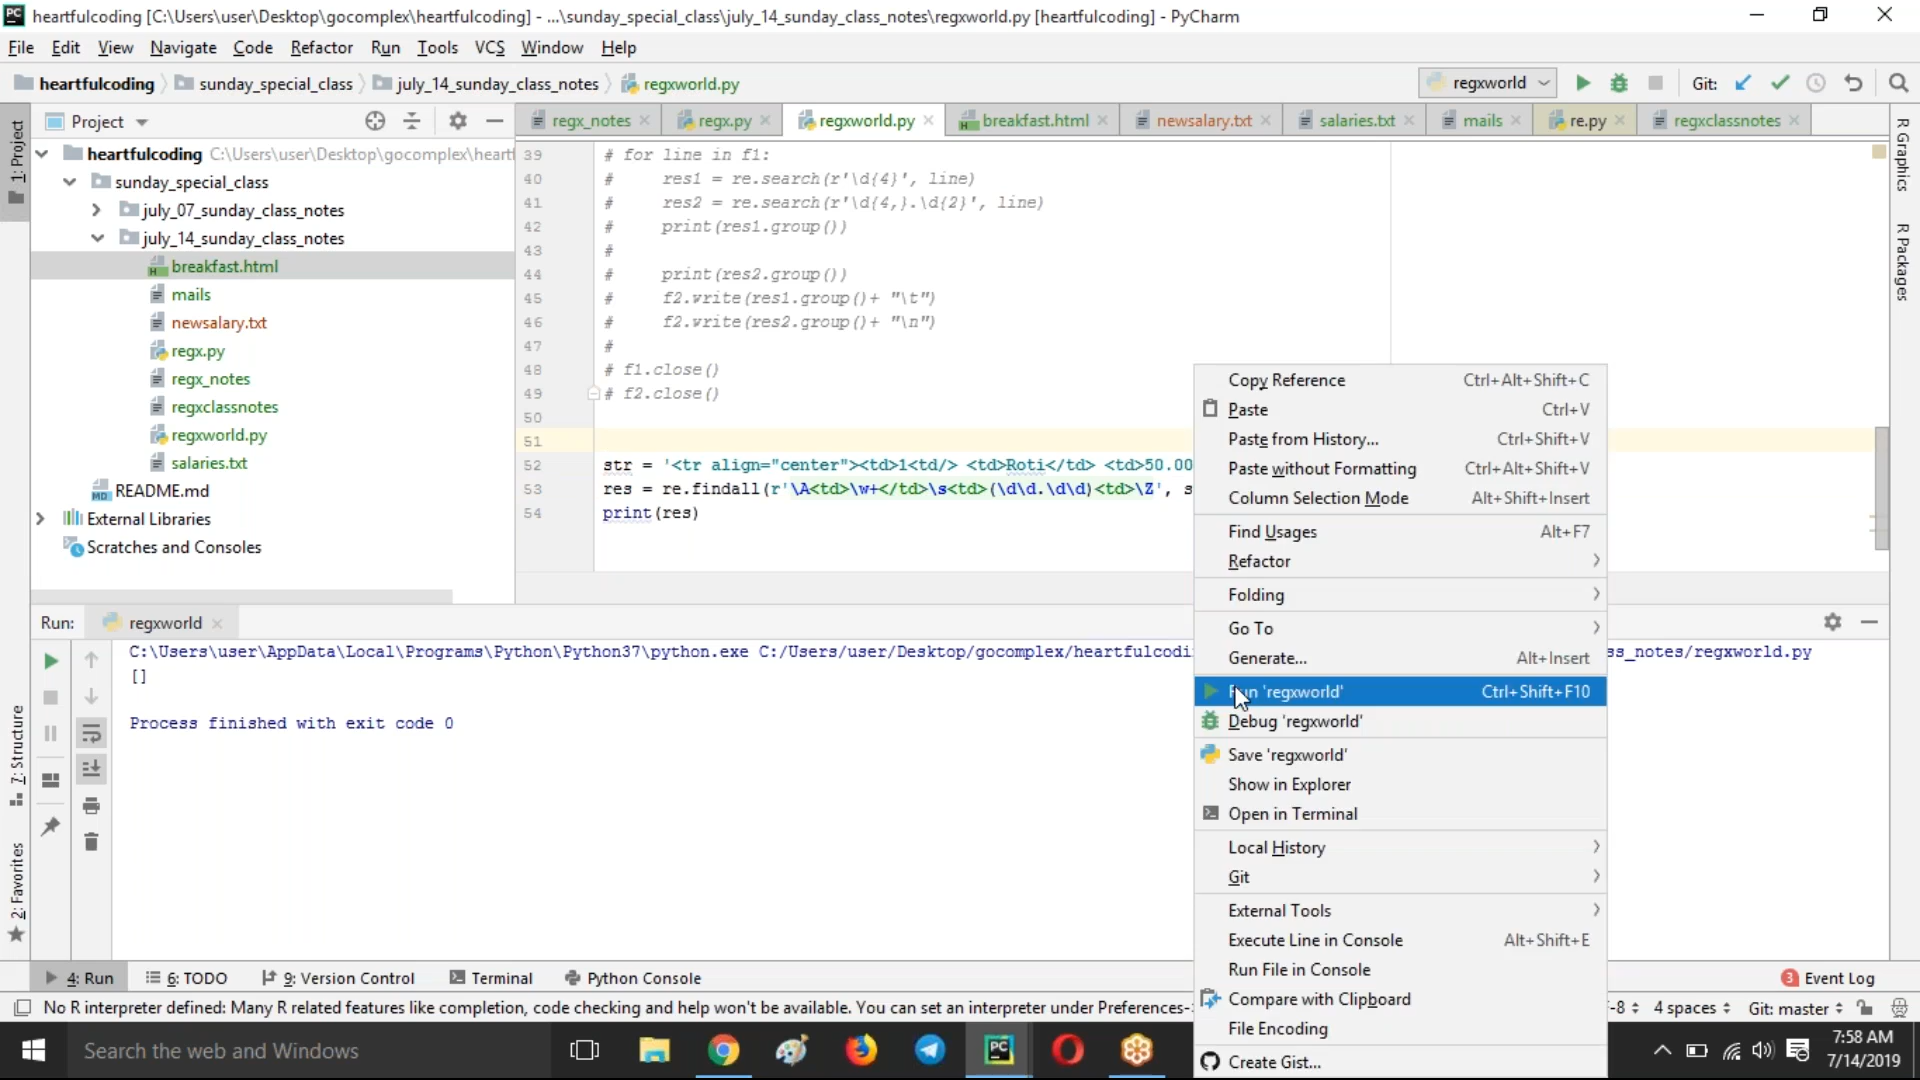 PC heartfulcoding [C:\Users\user\Desktop\gocomplex\heartfulcoding] - ...\sunday_special_class\july_14_sunday_class_notes\regxworld.py [heartfulcoding] - PyCharm
File Edit View Navigate Code Refactor Run Tools VCS Window Help
heartfulcoding sunday_special_class july_14_sunday_class_notes regxworld.py regxworld Git:
1: Project
Project
regx_notes regx.py regxworld.py breakfast.html newsalary.txt salaries.txt mails re.py regxclassnotes
R Graphics
R Packages
heartfulcoding C:\Users\user\Desktop\gocomplex\heartf
sunday_special_class
july_07_sunday_class_notes
july_14_sunday_class_notes
breakfast.html
mails
newsalary.txt
regx.py
regx_notes
regxclassnotes
regxworld.py
salaries.txt
MD README.md
External Libraries
Scratches and Consoles
39 # for line in f1:
40 # res1 = re.search(r'\d{4}', line)
41 # res2 = re.search(r'\d{4,}.\d{2}', line)
42 # print(res1.group())
43 #
44 # print(res2.group())
45 # f2.write(res1.group()+ "\t")
46 # f2.write(res2.group()+ "\n")
47 #
48 # f1.close()
49 # f2.close()
50
51
52 str = '<tr align="center"><td>1<td/> <td>Roti</td> <td>50.00
53 res = re.findall(r'\A<td>\w+</td>\s<td>(\d\d.\d\d)<td>\Z', s
54 print(res)
Copy Reference Ctrl+Alt+Shift+C
Paste Ctrl+V
Paste from History... Ctrl+Shift+V
Paste without Formatting Ctrl+Alt+Shift+V
Column Selection Mode Alt+Shift+Insert
Find Usages Alt+F7
Refactor
Folding
Go To
Generate... Alt+Insert
Run 'regxworld' Ctrl+Shift+F10
Debug 'regxworld'
Save 'regxworld'
Show in Explorer
Open in Terminal
Local History
Git
External Tools
Execute Line in Console Alt+Shift+E
Run File in Console
Compare with Clipboard
File Encoding
Create Gist...
Run: regxworld
C:\Users\user\AppData\Local\Programs\Python\Python37\python.exe C:/Users/user/Desktop/gocomplex/heartfulcodi ss_notes/regxworld.py
[]
Process finished with exit code 0
7: Structure
2: Favorites
4: Run 6: TODO 9: Version Control Terminal Python Console 3 Event Log
No R interpreter defined: Many R related features like completion, code checking and help won't be available. You can set an interpreter under Preferences- -8 4 spaces Git: master
Search the web and Windows PC
7:58 AM
7/14/2019